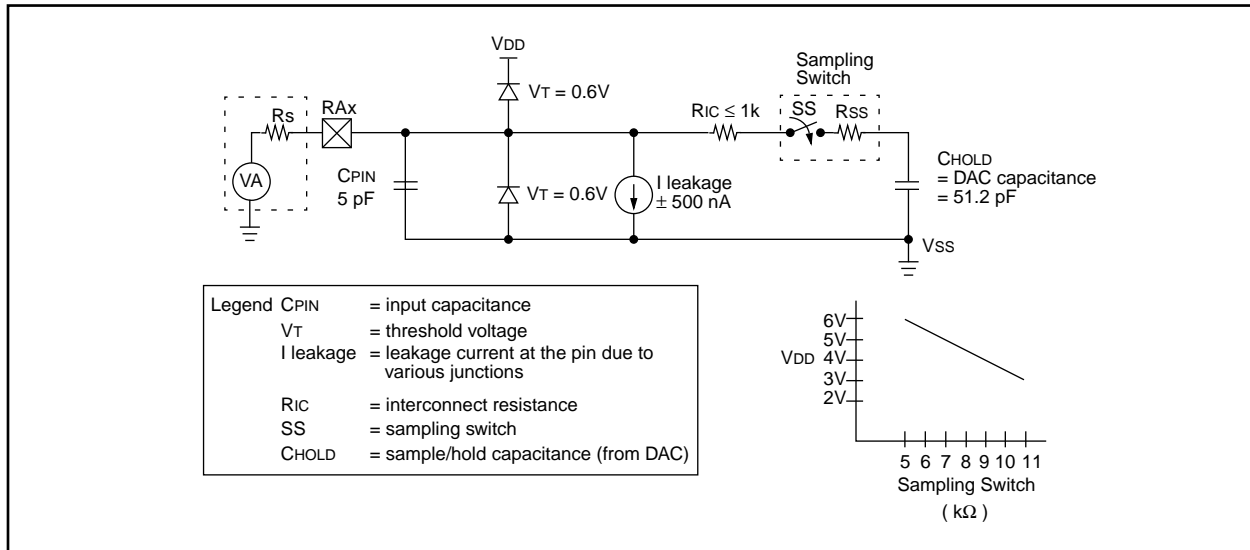 VDD
Sampling
Switch
VT = 0.6V
RIC ≤ 1k
SS
RSS
Rs
RAx
CHOLD
= DAC capacitance
= 51.2 pF
VA
CPIN
5 pF
VT = 0.6V
I leakage
± 500 nA
VSS
Legend CPIN = input capacitance
VT = threshold voltage
I leakage = leakage current at the pin due to
various junctions
RIC = interconnect resistance
SS = sampling switch
CHOLD = sample/hold capacitance (from DAC)
6V
5V
VDD 4V
3V
2V
5 6 7 8 9 10 11
Sampling Switch
( kΩ )